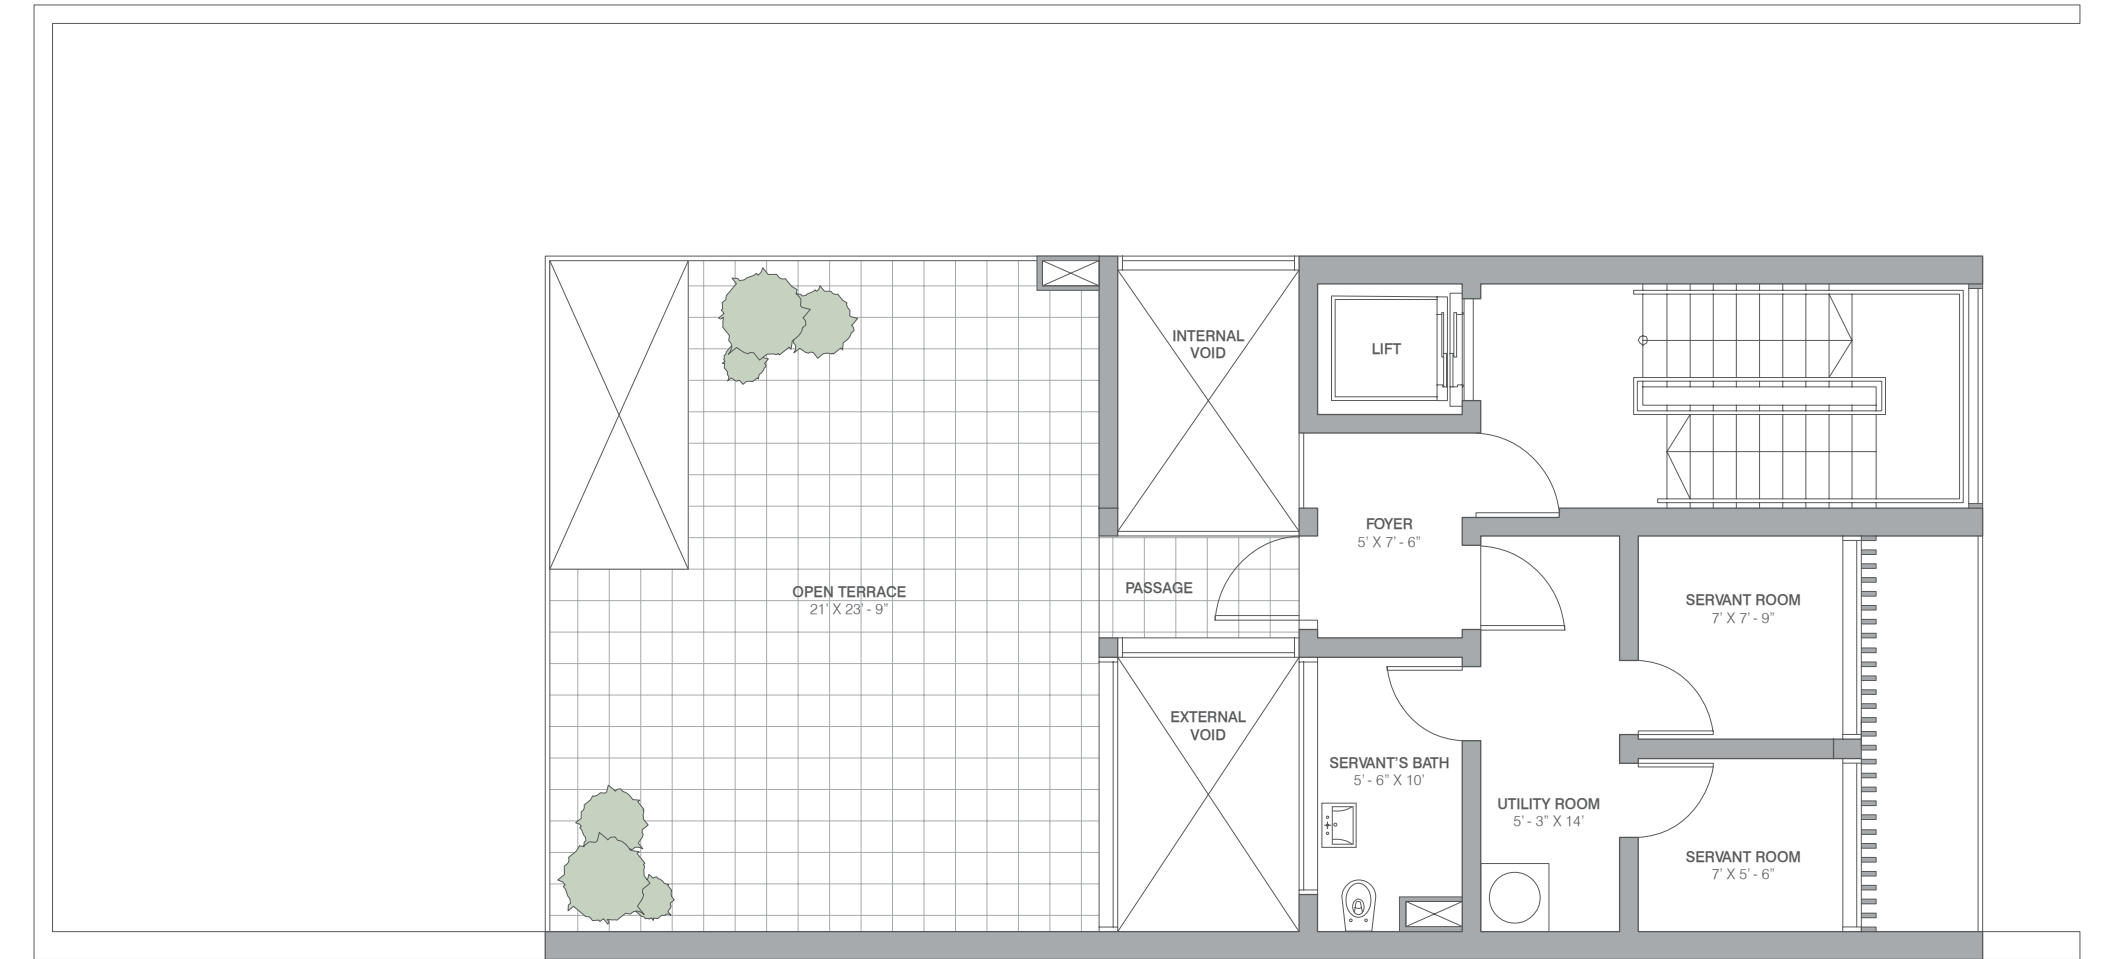 INTERNAL
VOID
LIFT
FOYER
5' X 7' - 6"
OPEN TERRACE
21' X 23' - 9"
PASSAGE
SERVANT ROOM
7' X 7' - 9"
EXTERNAL
VOID
SERVANT'S BATH
5' - 6" X 10'
UTILITY ROOM
5' - 3" X 14'
SERVANT ROOM
7' X 5' - 6"